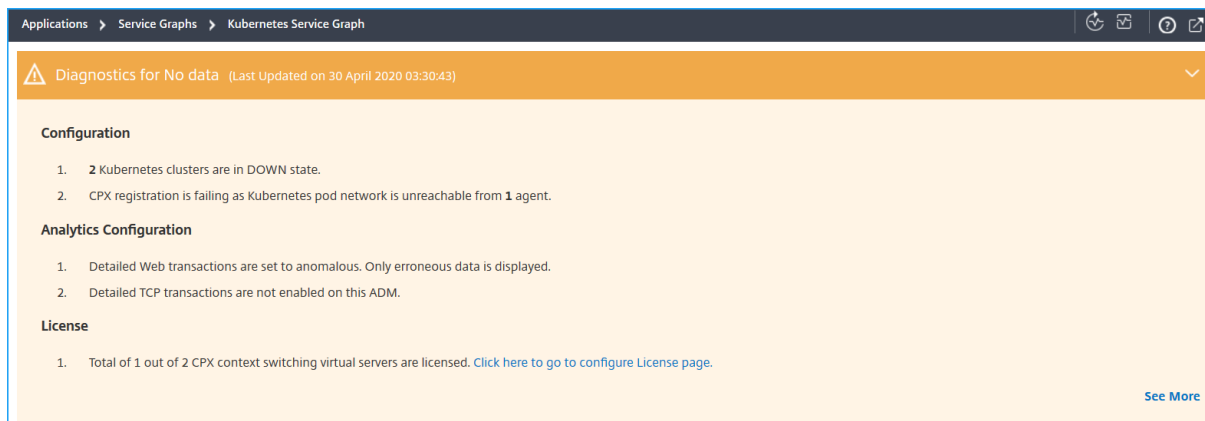 Applications > Service Graphs > Kubernetes Service Graph
Diagnostics for No data (Last Updated on 30 April 2020 03:30:43)
Configuration
1. 2 Kubernetes clusters are in DOWN state.
2. CPX registration is failing as Kubernetes pod network is unreachable from 1 agent.
Analytics Configuration
1. Detailed Web transactions are set to anomalous. Only erroneous data is displayed.
2. Detailed TCP transactions are not enabled on this ADM.
License
1. Total of 1 out of 2 CPX context switching virtual servers are licensed. Click here to go to configure License page.
See More